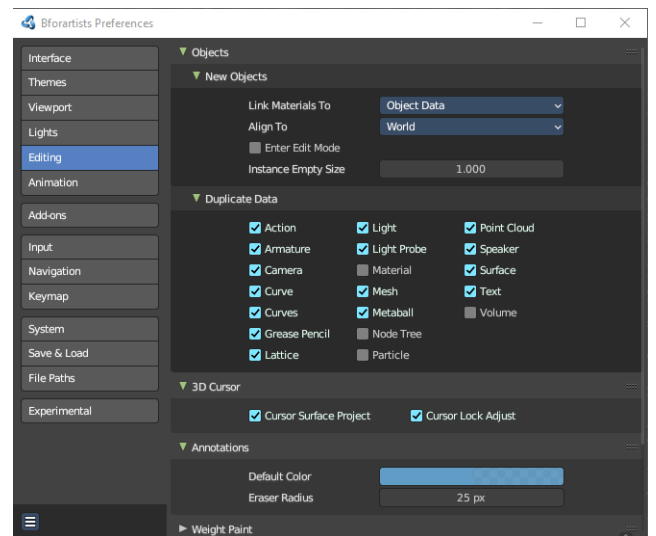 Bforartists Preferences
Interface
Themes
Viewport
Lights
Editing
Animation
Add-ons
Input
Navigation
Keymap
System
Save & Load
File Paths
Experimental
Objects
New Objects
Link Materials To Object Data
Align To World
Enter Edit Mode
Instance Empty Size 1.000
Duplicate Data
Action Light Point Cloud
Armature Light Probe Speaker
Camera Material Surface
Curve Mesh Text
Curves Metaball Volume
Grease Pencil Node Tree
Lattice Particle
3D Cursor
Cursor Surface Project Cursor Lock Adjust
Annotations
Default Color
Eraser Radius 25 px
Weight Paint